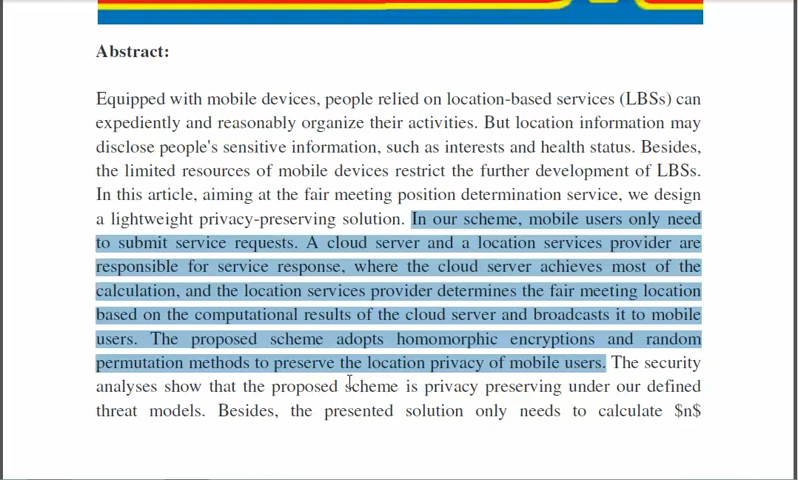 Abstract:
Equipped with mobile devices, people relied on location-based services (LBSs) can
expediently and reasonably organize their activities. But location information may
disclose people's sensitive information, such as interests and health status. Besides,
the limited resources of mobile devices restrict the further development of LBSs.
In this article, aiming at the fair meeting position determination service, we design
a lightweight privacy-preserving solution. In our scheme, mobile users only need
to submit service requests. A cloud server and a location services provider are
responsible for service response, where the cloud server achieves most of the
calculation, and the location services provider determines the fair meeting location
based on the computational results of the cloud server and broadcasts it to mobile
users. The proposed scheme adopts homomorphic encryptions and random
permutation methods to preserve the location privacy of mobile users. The security
analyses show that the proposed scheme is privacy preserving under our defined
threat models. Besides, the presented solution only needs to calculate $n$